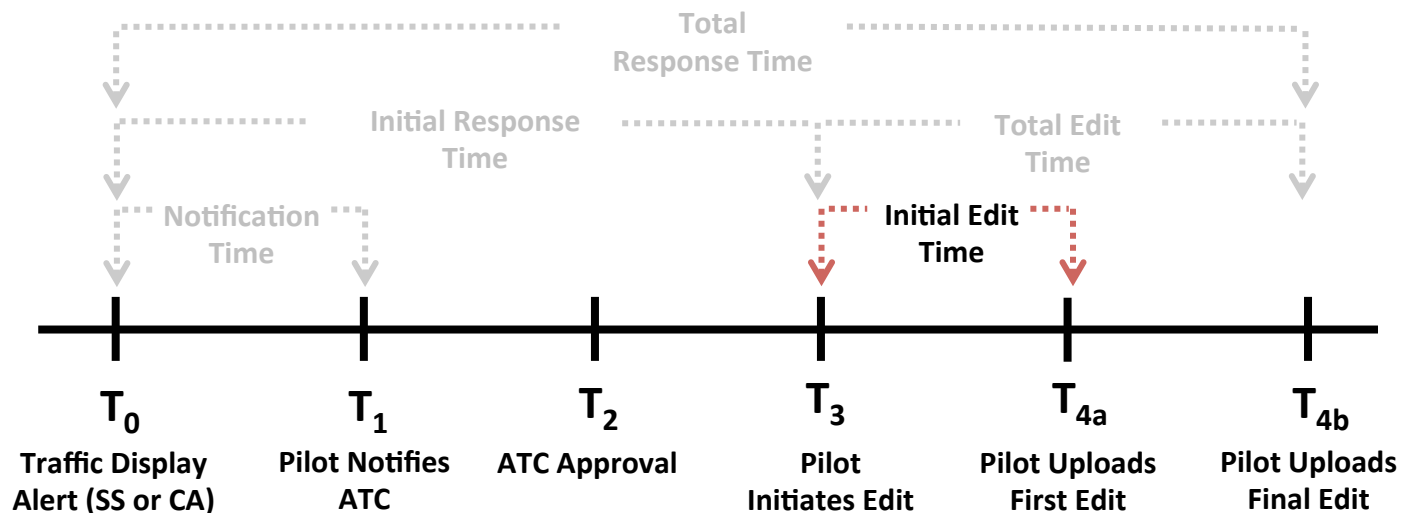 Total
Response Time
Initial Response
Time
Total Edit
Time
Notification
Time
Initial Edit
Time
T0
Traffic Display
Alert (SS or CA)
T1
Pilot Notifies
ATC
T2
ATC Approval
T3
Pilot
Initiates Edit
T4a
Pilot Uploads
First Edit
T4b
Pilot Uploads
Final Edit